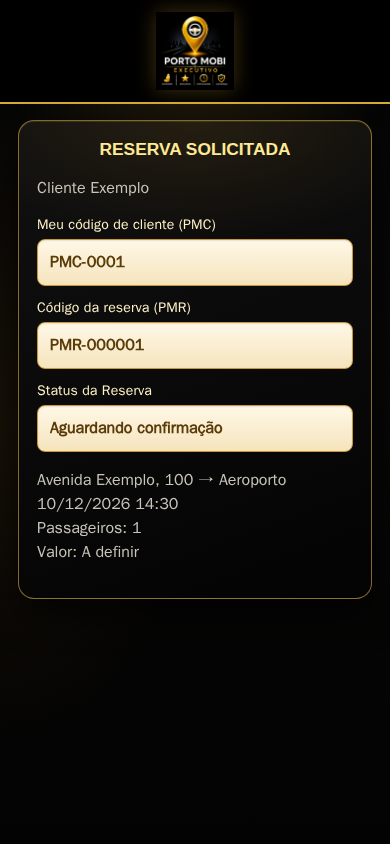 PORTO MOBI
EXECUTIVO
RESERVA SOLICITADA
Cliente Exemplo
Meu código de cliente (PMC)
PMC-0001
Código da reserva (PMR)
PMR-000001
Status da Reserva
Aguardando confirmação
Avenida Exemplo, 100 → Aeroporto
10/12/2026 14:30
Passageiros: 1
Valor: A definir